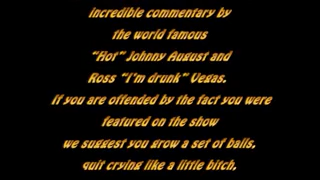 incredible commentary by
the world famous
"Hot" Johnny August and
Ross "I'm drunk" Vegas.
If you are offended by the fact you were
featured on the show
we suggest you grow a set of balls,
quit crying like a little bitch,